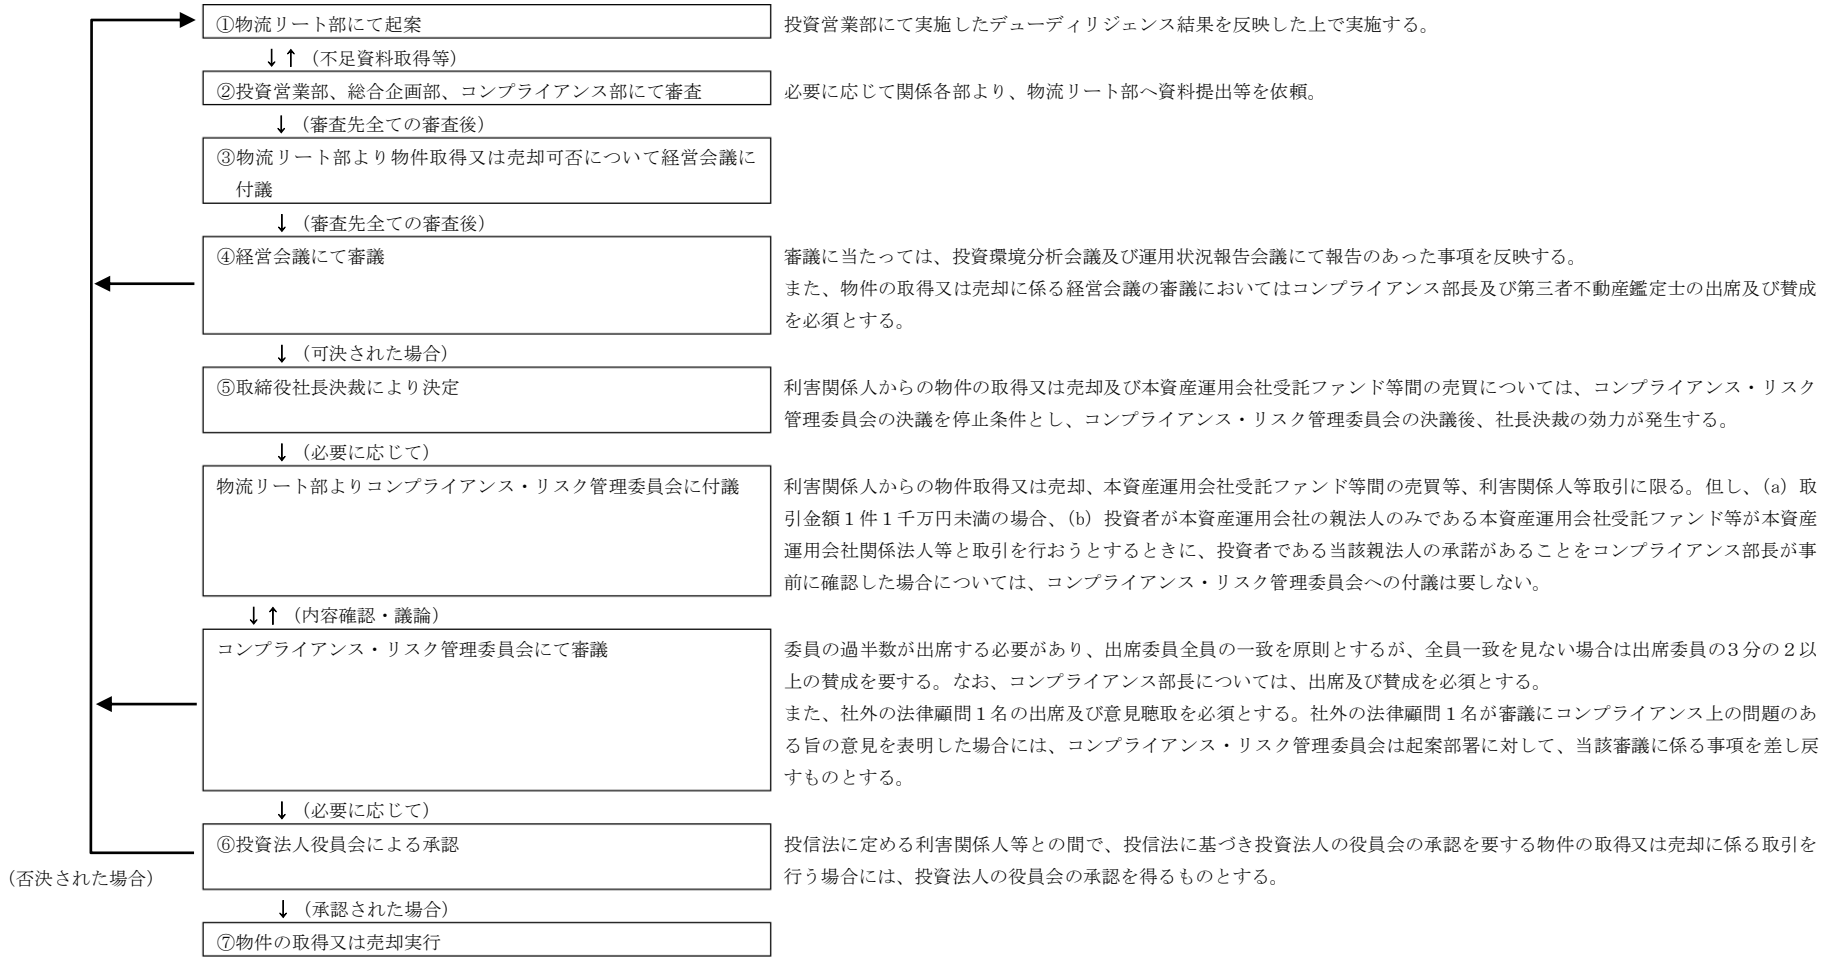 ①物流リート部にて起案
投資営業部にて実施したデューディリジェンス結果を反映した上で実施する。
↓↑（不足資料取得等）
②投資営業部、総合企画部、コンプライアンス部にて審査
必要に応じて関係各部より、物流リート部へ資料提出等を依頼。
↓（審査先全ての審査後）
③物流リート部より物件取得又は売却可否について経営会議に
付議
↓（審査先全ての審査後）
④経営会議にて審議
審議に当たっては、投資環境分析会議及び運用状況報告会議にて報告のあった事項を反映する。
また、物件の取得又は売却に係る経営会議の審議においてはコンプライアンス部長及び第三者不動産鑑定士の出席及び賛成
を必須とする。
↓（可決された場合）
⑤取締役社長決裁により決定
利害関係人からの物件の取得又は売却及び本資産運用会社受託ファンド等間の売買については、コンプライアンス・リスク
管理委員会の決議を停止条件とし、コンプライアンス・リスク管理委員会の決議後、社長決裁の効力が発生する。
↓（必要に応じて）
物流リート部よりコンプライアンス・リスク管理委員会に付議
利害関係人からの物件取得又は売却、本資産運用会社受託ファンド等間の売買等、利害関係人等取引に限る。但し、(a) 取
引金額１件１千万円未満の場合、(b) 投資者が本資産運用会社の親法人のみである本資産運用会社受託ファンド等が本資産
運用会社関係法人等と取引を行おうとするときに、投資者である当該親法人の承諾があることをコンプライアンス部長が事
前に確認した場合については、コンプライアンス・リスク管理委員会への付議は要しない。
↓↑（内容確認・議論）
コンプライアンス・リスク管理委員会にて審議
委員の過半数が出席する必要があり、出席委員全員の一致を原則とするが、全員一致を見ない場合は出席委員の３分の２以
上の賛成を要する。なお、コンプライアンス部長については、出席及び賛成を必須とする。
また、社外の法律顧問１名の出席及び意見聴取を必須とする。社外の法律顧問１名が審議にコンプライアンス上の問題のあ
る旨の意見を表明した場合には、コンプライアンス・リスク管理委員会は起案部署に対して、当該審議に係る事項を差し戻
すものとする。
↓（必要に応じて）
⑥投資法人役員会による承認
投信法に定める利害関係人等との間で、投信法に基づき投資法人の役員会の承認を要する物件の取得又は売却に係る取引を
行う場合には、投資法人の役員会の承認を得るものとする。
（否決された場合）
↓（承認された場合）
⑦物件の取得又は売却実行